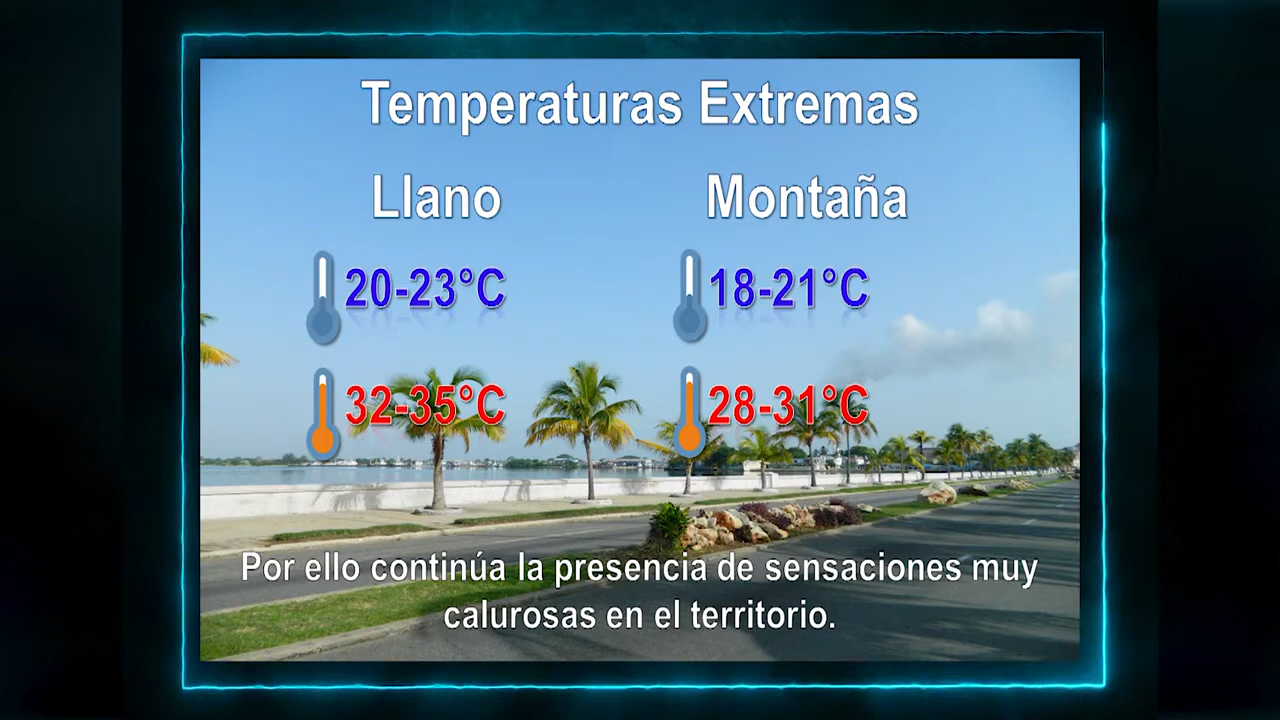 Temperaturas Extremas
Llano Montaña
20-23°C 18-21°C
32-35°C 28-31°C
Por ello continúa la presencia de sensaciones muy
calurosas en el territorio.